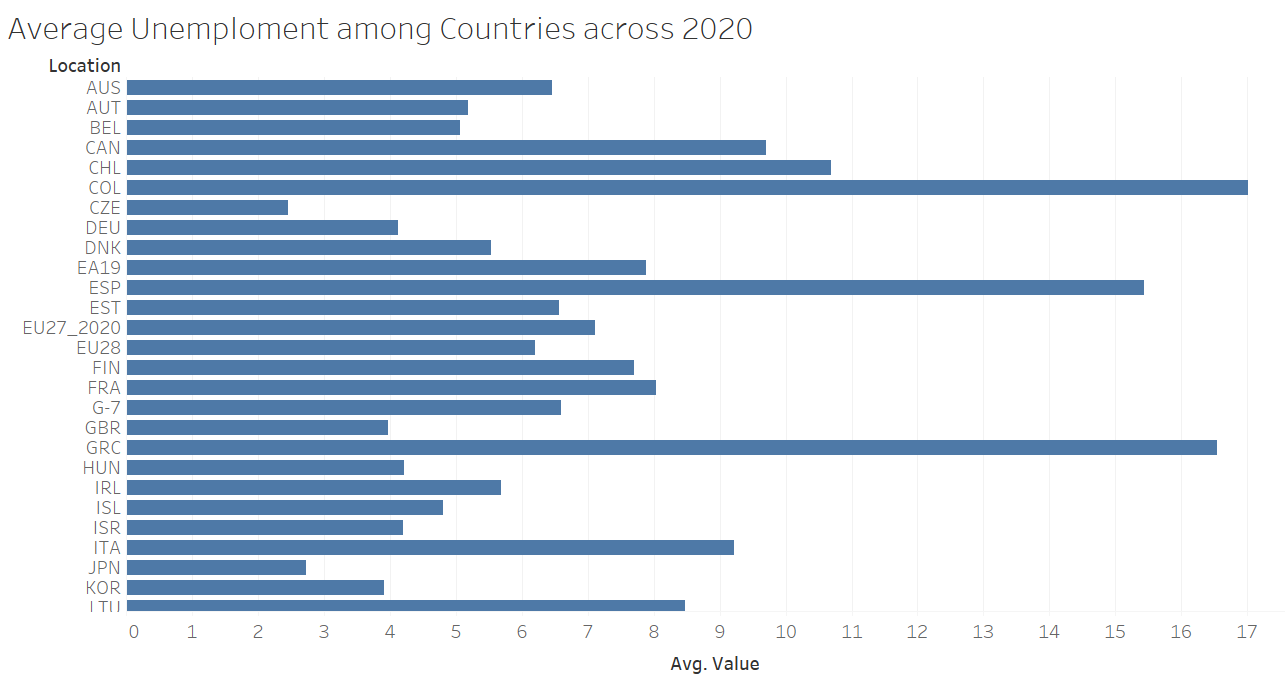 Average Unemploment among Countries across 2020
Location
AUS
AUT
BEL
CAN
CHL
COL
CZE
DEU
DNK
EA19
ESP
EST
EU27_2020
EU28
FIN
FRA
G-7
GBR
GRC
HUN
IRL
ISL
ISR
ITA
JPN
KOR
LTU
0 1 2 3 4 5 6 7 8 9 10 11 12 13 14 15 16 17
Avg. Value